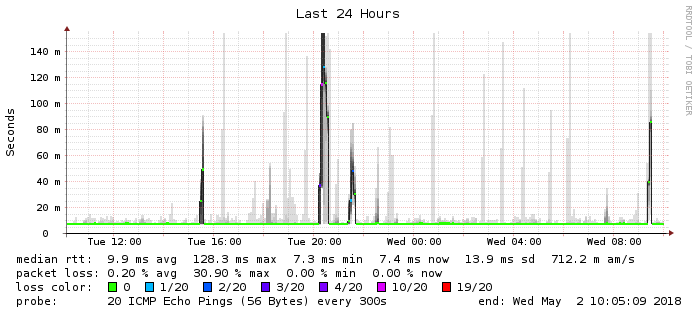 Last 24 Hours
RRDTOOL / TOBI OETIKER
Seconds
140 m
120 m
100 m
80 m
60 m
40 m
20 m
0
Tue 12:00 Tue 16:00 Tue 20:00 Wed 00:00 Wed 04:00 Wed 08:00
median rtt: 9.9 ms avg 128.3 ms max 7.3 ms min 7.4 ms now 13.9 ms sd 712.2 m am/s
packet loss: 0.20 % avg 30.90 % max 0.00 % min 0.00 % now
loss color: 0 1/20 2/20 3/20 4/20 10/20 19/20
probe: 20 ICMP Echo Pings (56 Bytes) every 300s end: Wed May 2 10:05:09 2018